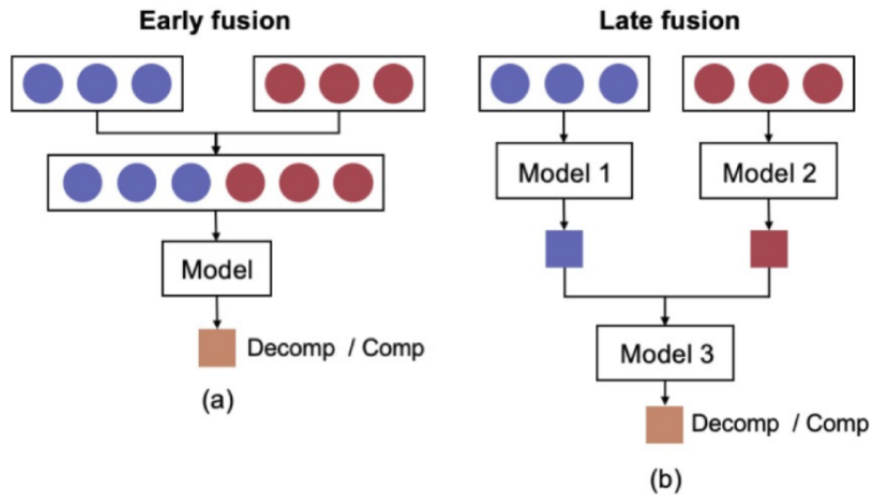 Early fusion
Model
Decomp / Comp
(a)
Late fusion
Model 1
Model 2
Model 3
Decomp / Comp
(b)